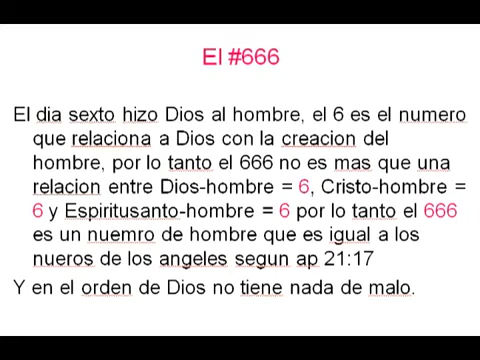 El #666
El dia sexto hizo Dios al hombre, el 6 es el numero
que relaciona a Dios con la creacion del
hombre, por lo tanto el 666 no es mas que una
relacion entre Dios-hombre = 6, Cristo-hombre =
6 y Espiritusanto-hombre = 6 por lo tanto el 666
es un nuemro de hombre que es igual a los
nueros de los angeles segun ap 21:17
Y en el orden de Dios no tiene nada de malo.